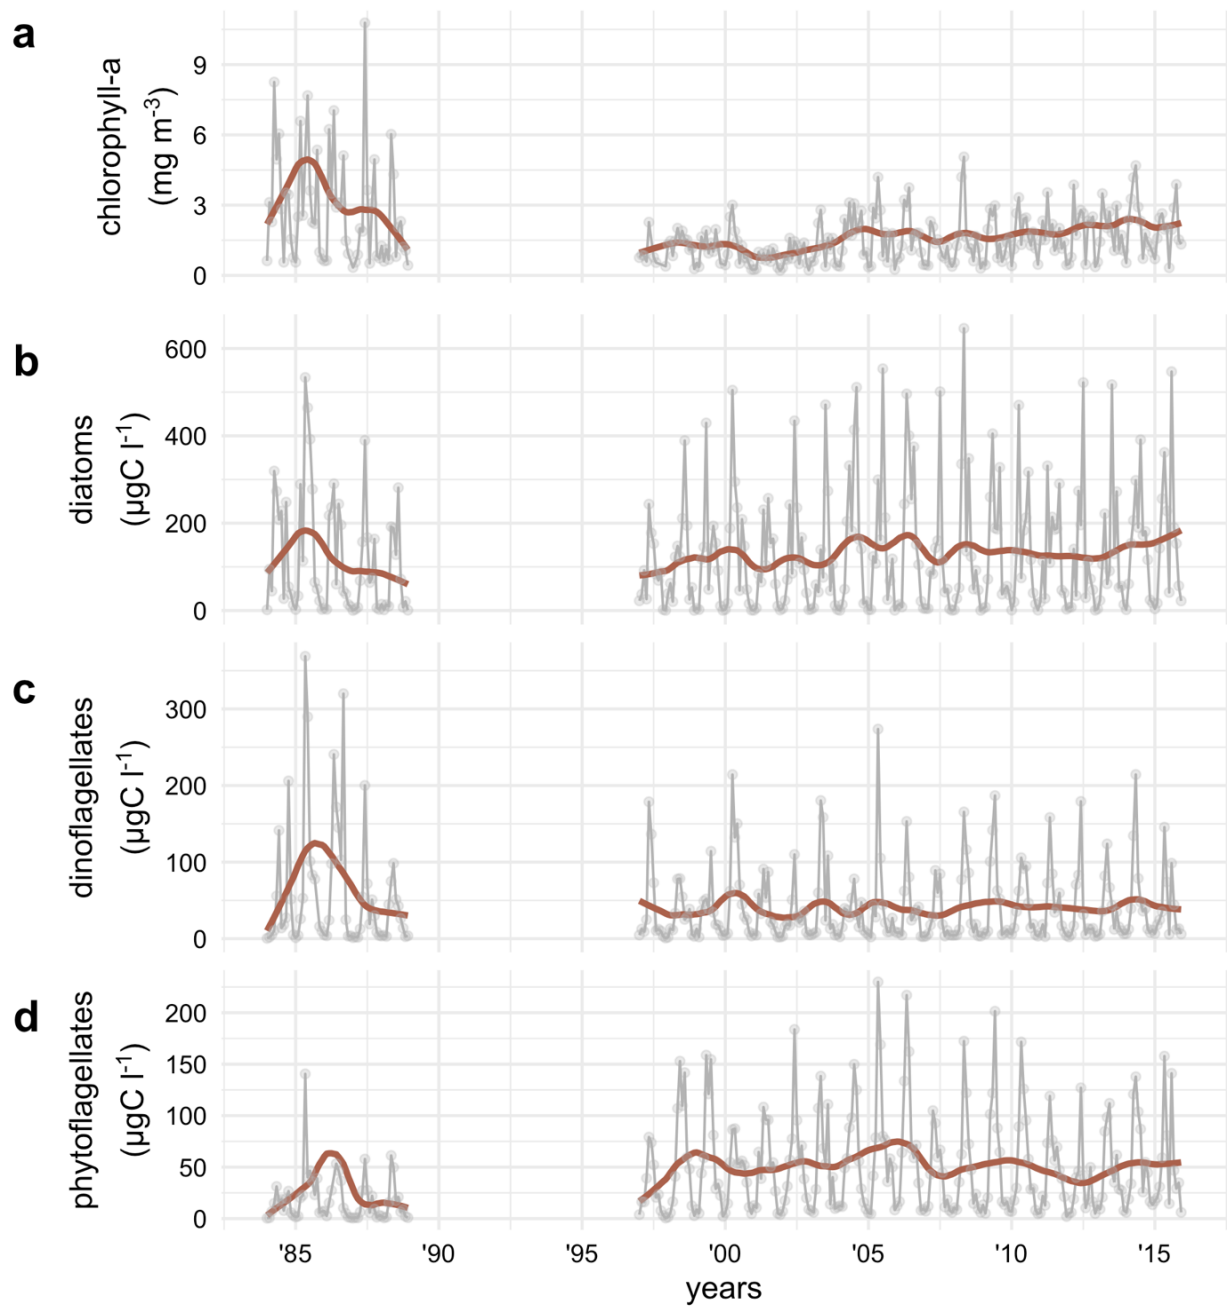 a
chlorophyll-a
(mg m⁻³)
9
6
3
0
b
diatoms
(µgC l⁻¹)
600
400
200
0
c
dinoflagellates
(µgC l⁻¹)
300
200
100
0
d
phytoflagellates
(µgC l⁻¹)
200
150
100
50
0
'85 '90 '95 '00 '05 '10 '15
years